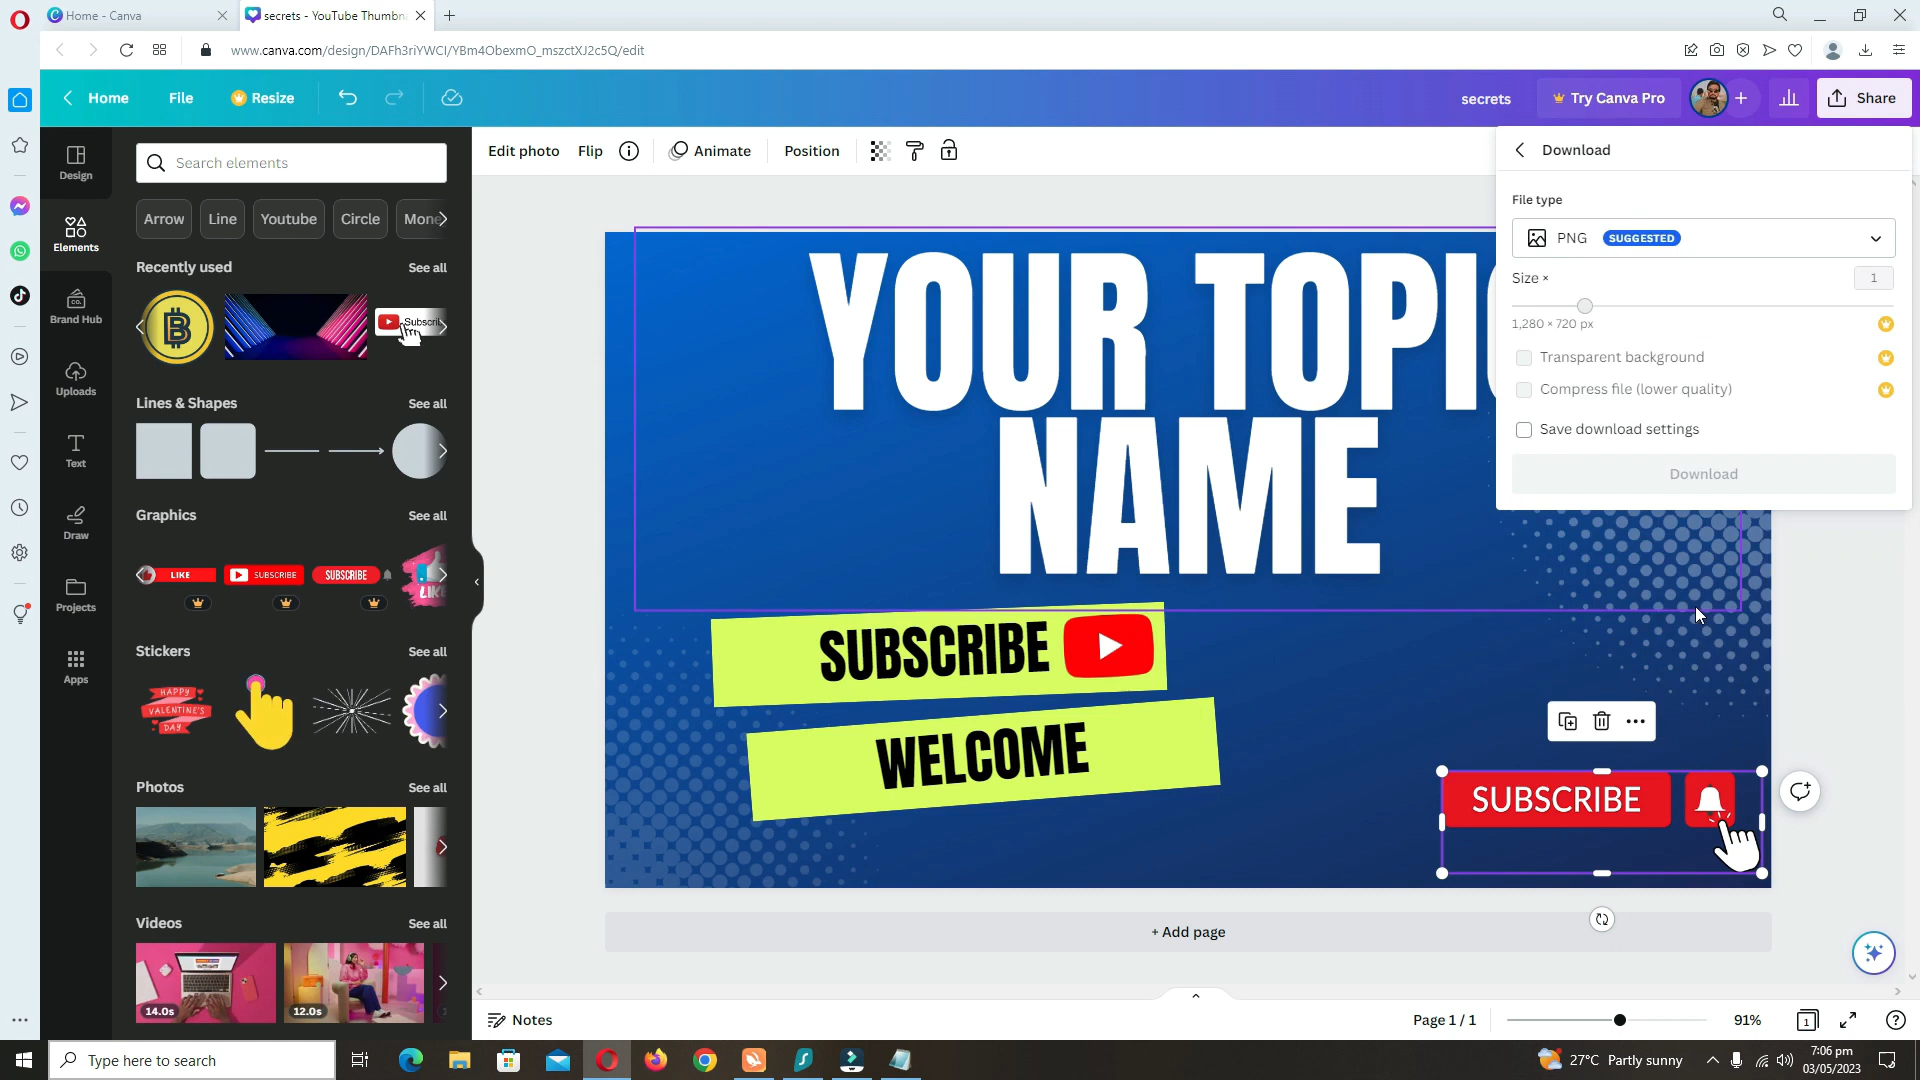 Home - Canva
secrets - YouTube Thumbn
www.canva.com/design/DAFh3riYWCI/YBm4ObexmO_mszctXJ2c5Q/edit
Home
File
Resize
secrets
Try Canva Pro
Share
Design
Elements
Brand Hub
Uploads
Text
Draw
Projects
Apps
Search elements
Arrow
Line
Youtube
Circle
Mone
Recently used
See all
Subscri
Lines & Shapes
See all
Graphics
See all
LIKE
SUBSCRIBE
SUBSCRIBE
LIKE
Stickers
See all
HAPPY
VALENTINE'S
DAY
Photos
See all
Videos
See all
14.0s
12.0s
Edit photo
Flip
Animate
Position
YOUR TOPIC
NAME
SUBSCRIBE
WELCOME
SUBSCRIBE
+ Add page
Download
File type
PNG
SUGGESTED
Size ×
1
1,280 × 720 px
Transparent background
Compress file (lower quality)
Save download settings
Download
Notes
Page 1 / 1
91%
1
Type here to search
27°C Partly sunny
7:06 pm
03/05/2023